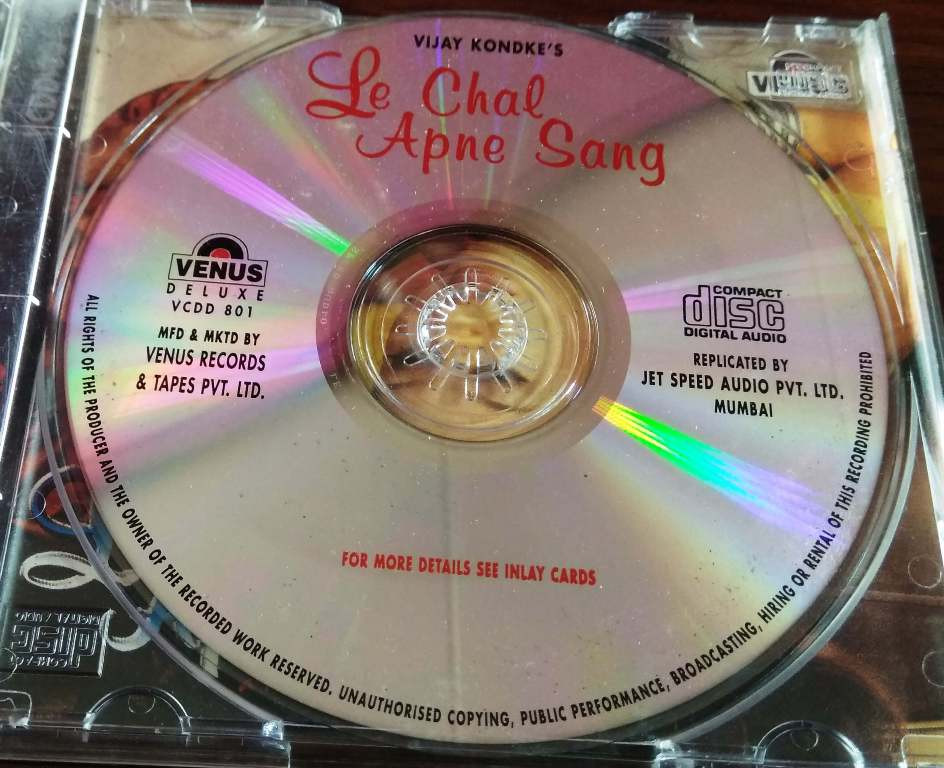 VIJAY KONDKE'S
Le Chal
Apne Sang
VENUS
DELUXE
VCDD 801
MFD & MKTD BY
VENUS RECORDS
& TAPES PVT. LTD.
COMPACT
disc
DIGITAL AUDIO
REPLICATED BY
JET SPEED AUDIO PVT. LTD.
MUMBAI
FOR MORE DETAILS SEE INLAY CARDS
ALL RIGHTS OF THE PRODUCER AND THE OWNER OF THE RECORDED WORK RESERVED. UNAUTHORISED COPYING, PUBLIC PERFORMANCE, BROADCASTING, HIRING OR RENTAL OF THIS RECORDING PROHIBITED